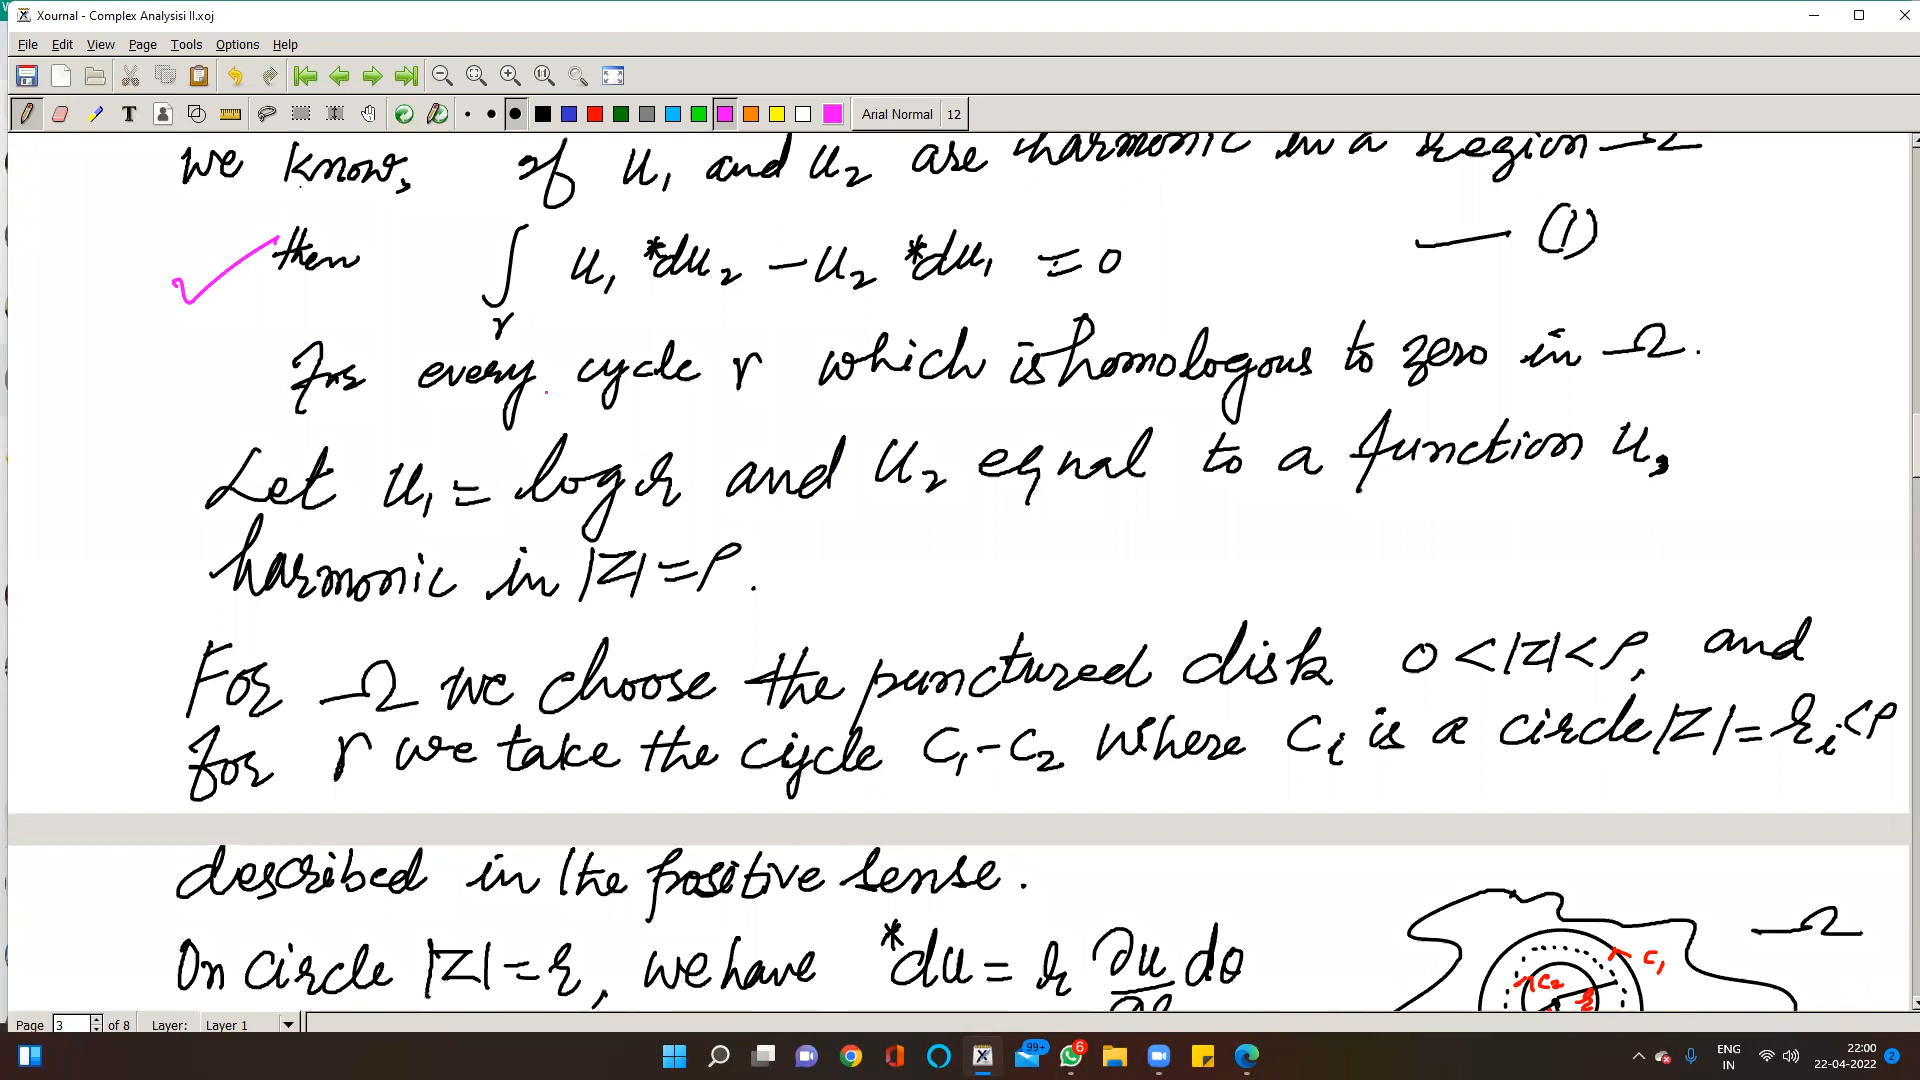 Xournal - Complex Analysisi II.xoj
File Edit View Page Tools Options Help
Arial Normal 12
we know, if u₁ and u₂ are harmonic in a region Ω
then ∫_γ u₁ *du₂ - u₂ *du₁ = 0 — (1)
for every cycle γ which is homologous to zero in Ω.
Let u₁ = log r and u₂ equal to a function u,
harmonic in |z| = ρ.
For Ω we choose the punctured disk 0 < |z| < ρ, and
for γ we take the cycle C₁ - C₂ where Cᵢ is a circle |z| = rᵢ < ρ
described in the positive sense.
On circle |z| = r, we have *du = r ∂u/∂r dθ
Ω
C₁
C₂
r
Page 3 of 8 Layer: Layer 1
99+
6
ENG
IN
22:00
22-04-2022
2